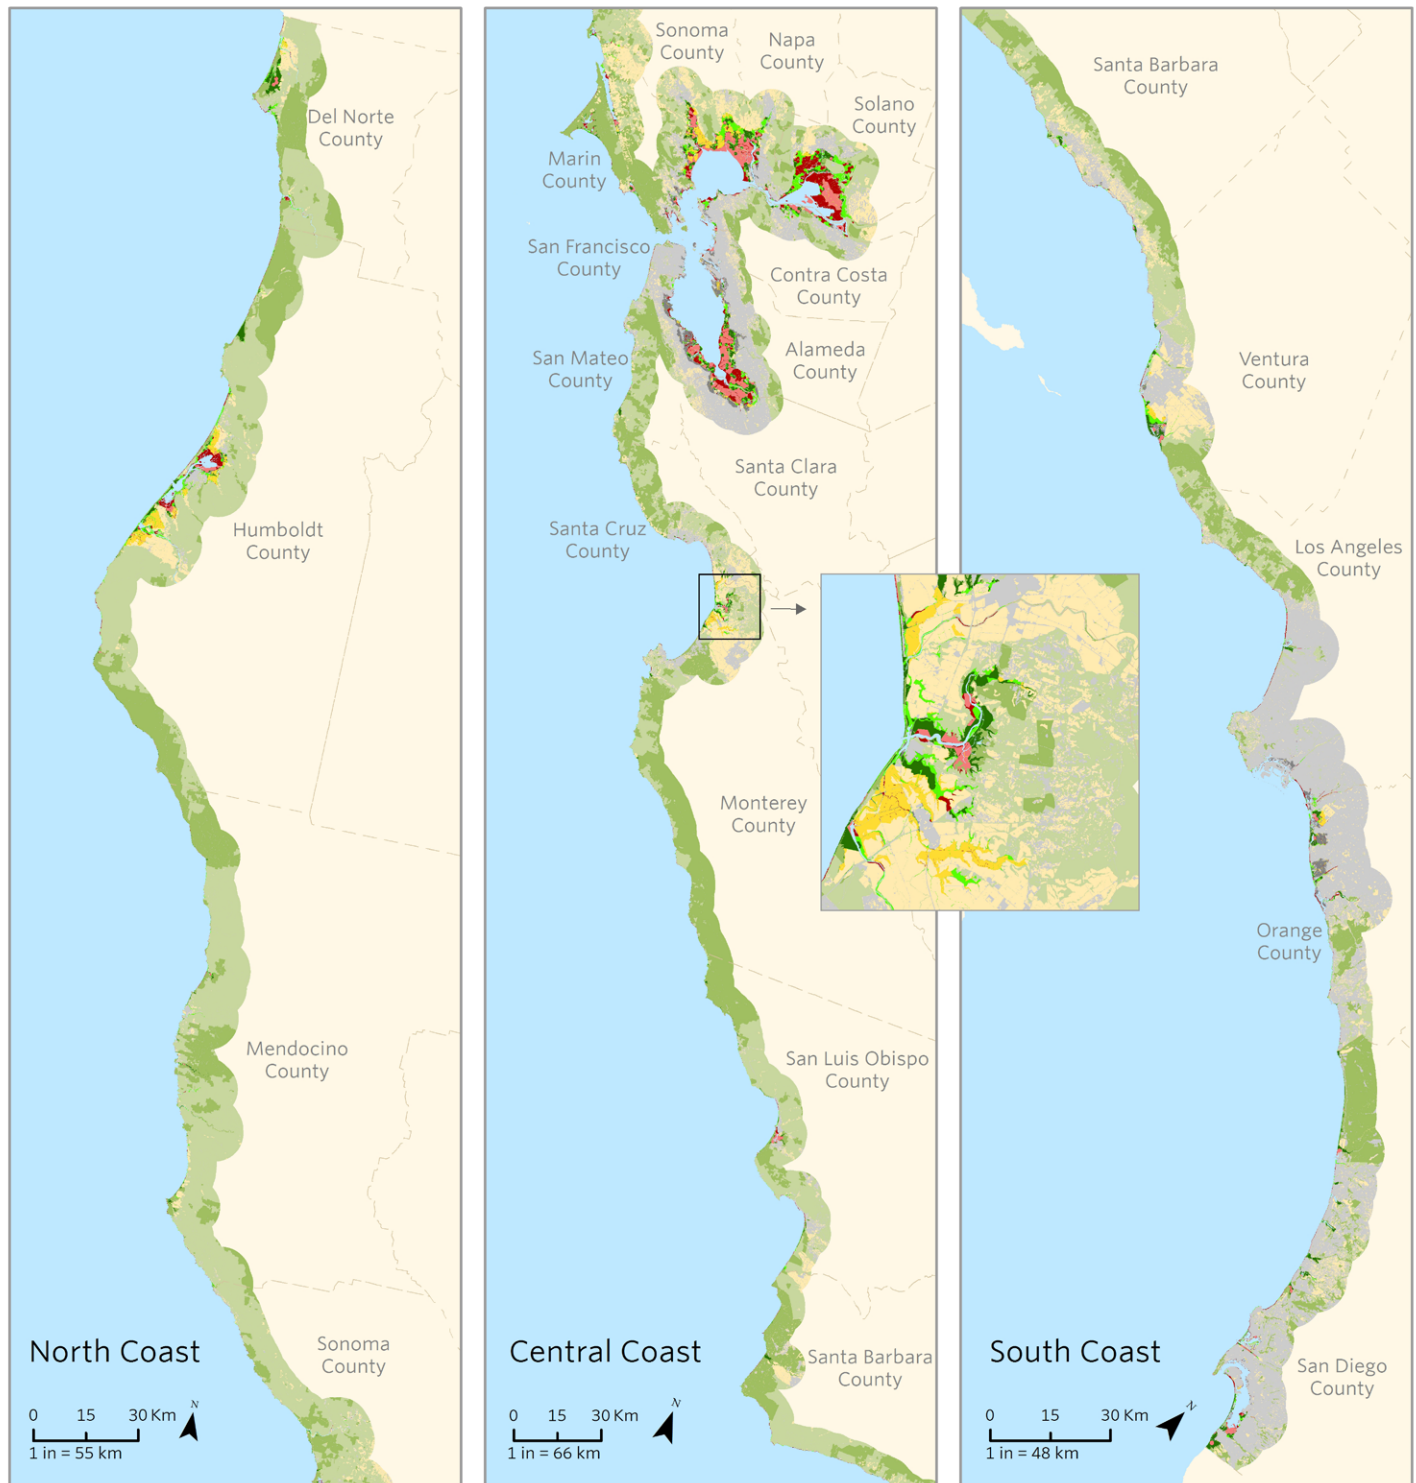 Del Norte
County
Humboldt
County
Mendocino
County
Sonoma
County
North Coast
0 15 30 Km
N
1 in = 55 km
Sonoma
County
Napa
County
Solano
County
Marin
County
San Francisco
County
Contra Costa
County
San Mateo
County
Alameda
County
Santa Clara
County
Santa Cruz
County
Monterey
County
San Luis Obispo
County
Santa Barbara
County
Central Coast
0 15 30 Km
N
1 in = 66 km
Santa Barbara
County
Ventura
County
Los Angeles
County
Orange
County
San Diego
County
South Coast
0 15 30 Km
N
1 in = 48 km